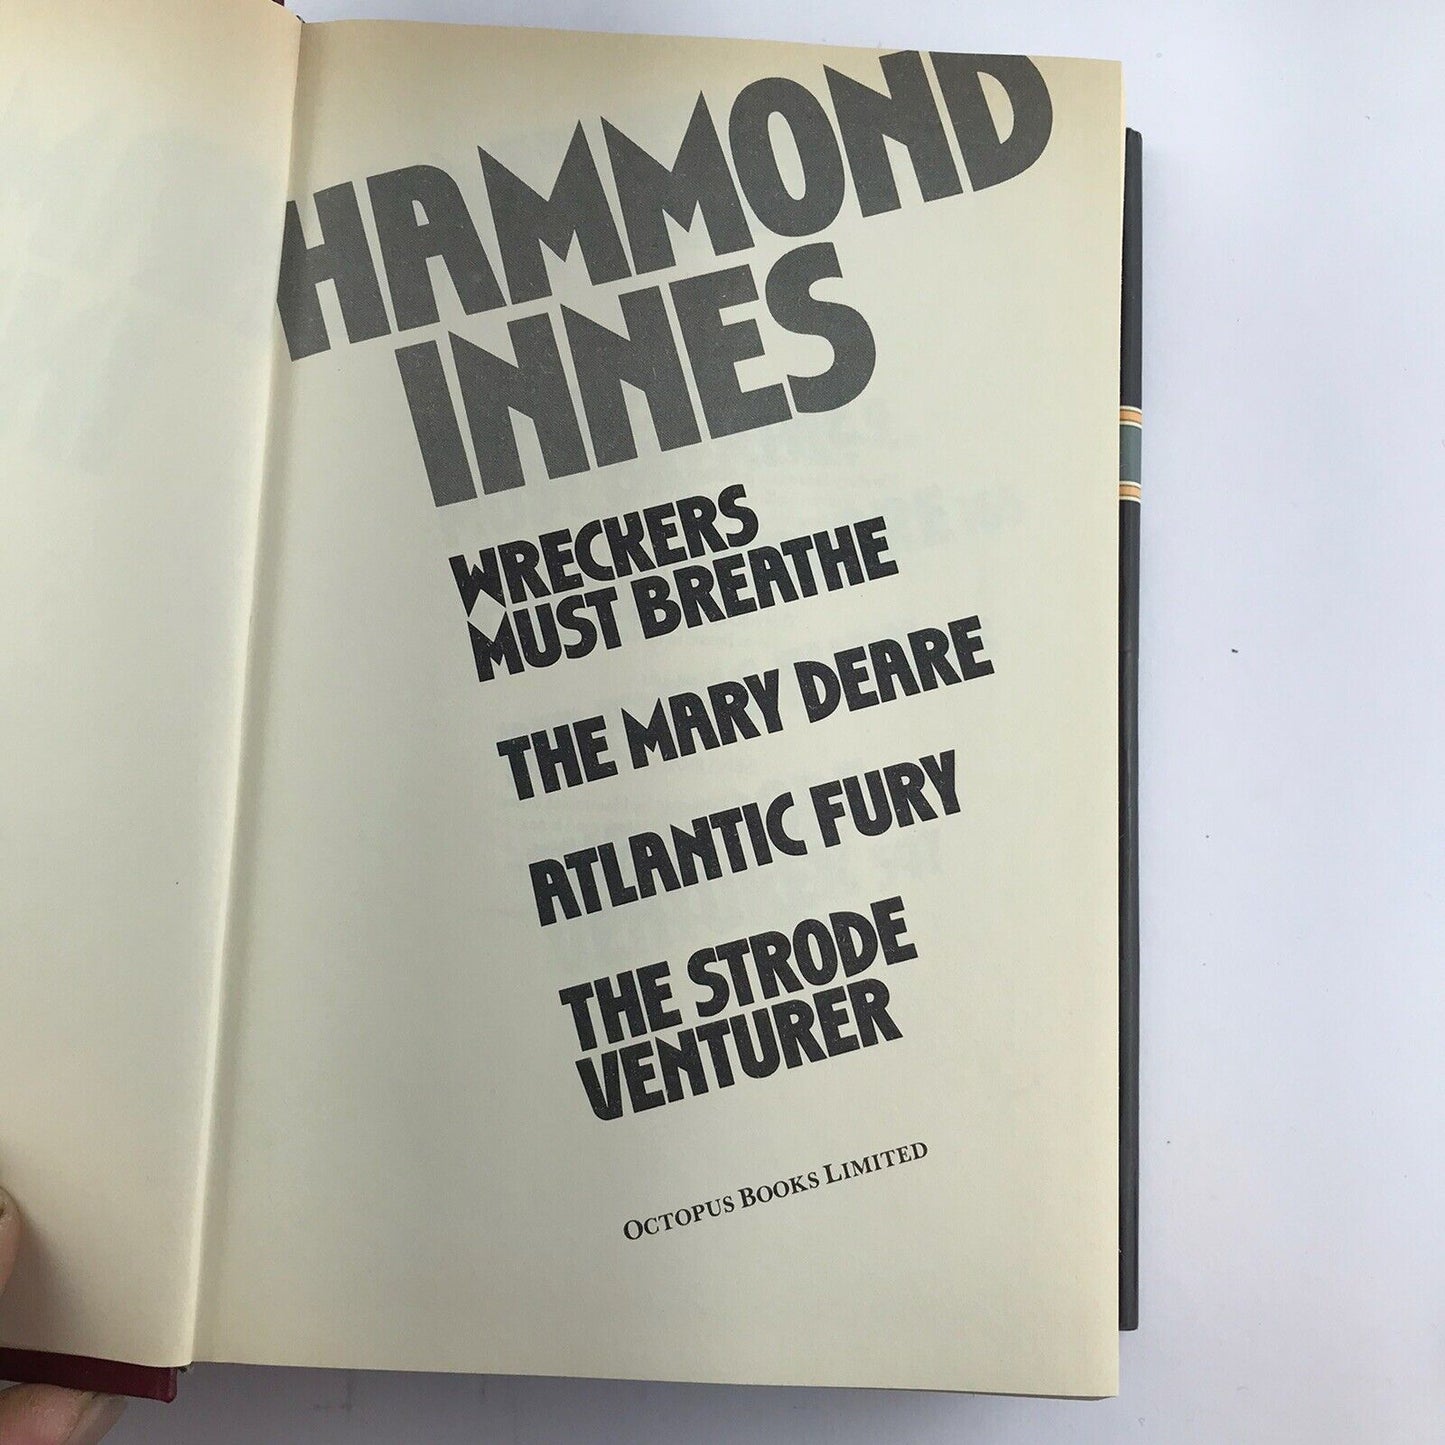 HAMMOND
INNES
WRECKERS
MUST BREATHE
THE MARY DEARE
ATLANTIC FURY
THE STRODE
VENTURER
OCTOPUS BOOKS LIMITED